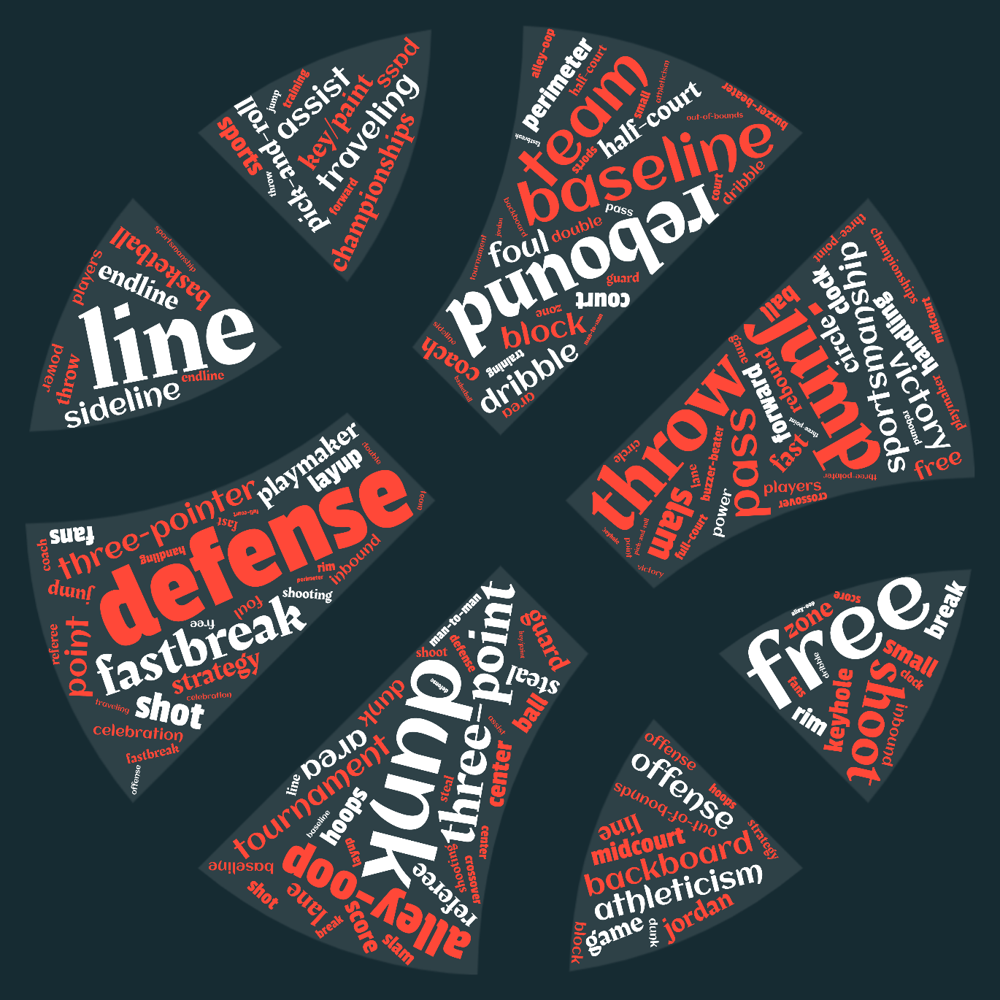 pass
assist
training
jump
key/paint
traveling
pick-and-roll
sports
throw
forward
championships
alley-oop
perimeter
half-court
team
small
athleticism
half-court
buzzer-beater
out-of-bounds
fastbreak
sports
baseline
court
dribble
rebound
backboard
jordan
pass
double
foul
tournament
guard
court
zone
block
man-to-man
sideline
coach
training
dribble
basketball
area
sportsmanship
basketball
players
endline
line
power
throw
endline
sideline
three-point
championships
sportsmanship
clock
ball
handling
midcourt
circle
jump
game
rebound
victory
playmaker
throw
forward
three-point
rebound
pass
fast
free
three-pointer
players
crossover
circle
lane
buzzer-beater
slam
power
full-court
keyhole
point
pick-and-roll
victory
playmaker
double
layup
defense
team
three-pointer
full-court
fast
fans
coach
handling
rim
inbound
perimeter
jump
shooting
foul
free
fastbreak
referee
point
strategy
celebration
traveling
shot
celebration
fastbreak
offense
three-point
man-to-man
guard
key/paint
defense
shoot
dunk
defense
steal
ball
dunk
assist
area
center
tournament
line
steal
hoops
baseline
layup
center
shooting
crossover
baseline
alley-oop
referee
shot
lane
break
score
slam
free
break
score
alley-oop
zone
small
clock
dribble
shoot
fans
keyhole
inbound
rim
offense
offense
hoops
out-of-bounds
strategy
line
midcourt
backboard
athleticism
jordan
game
dunk
block